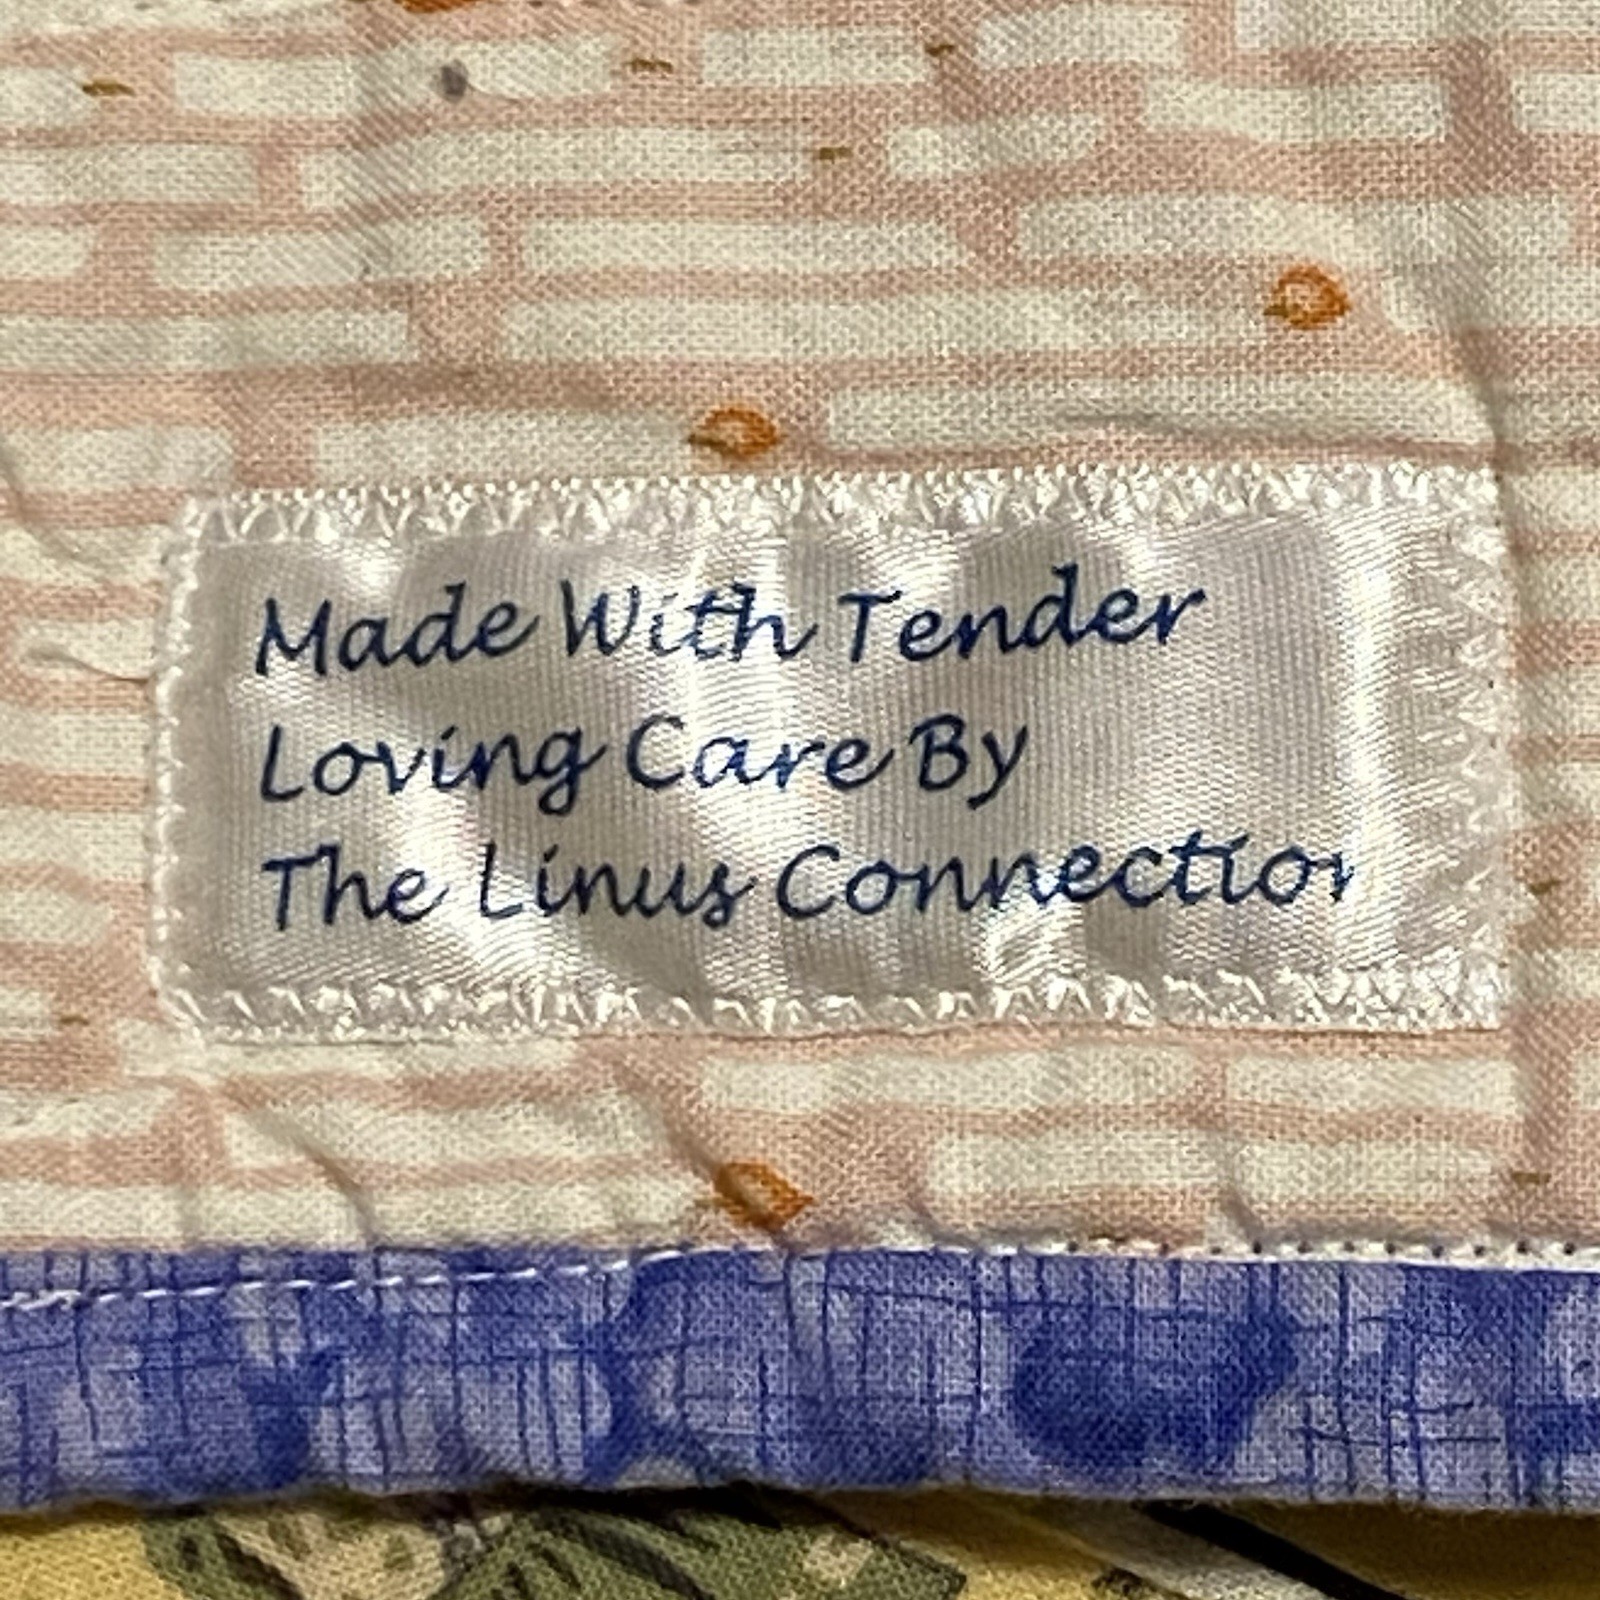 Made With Tender
Loving Care By
The Linus Connection